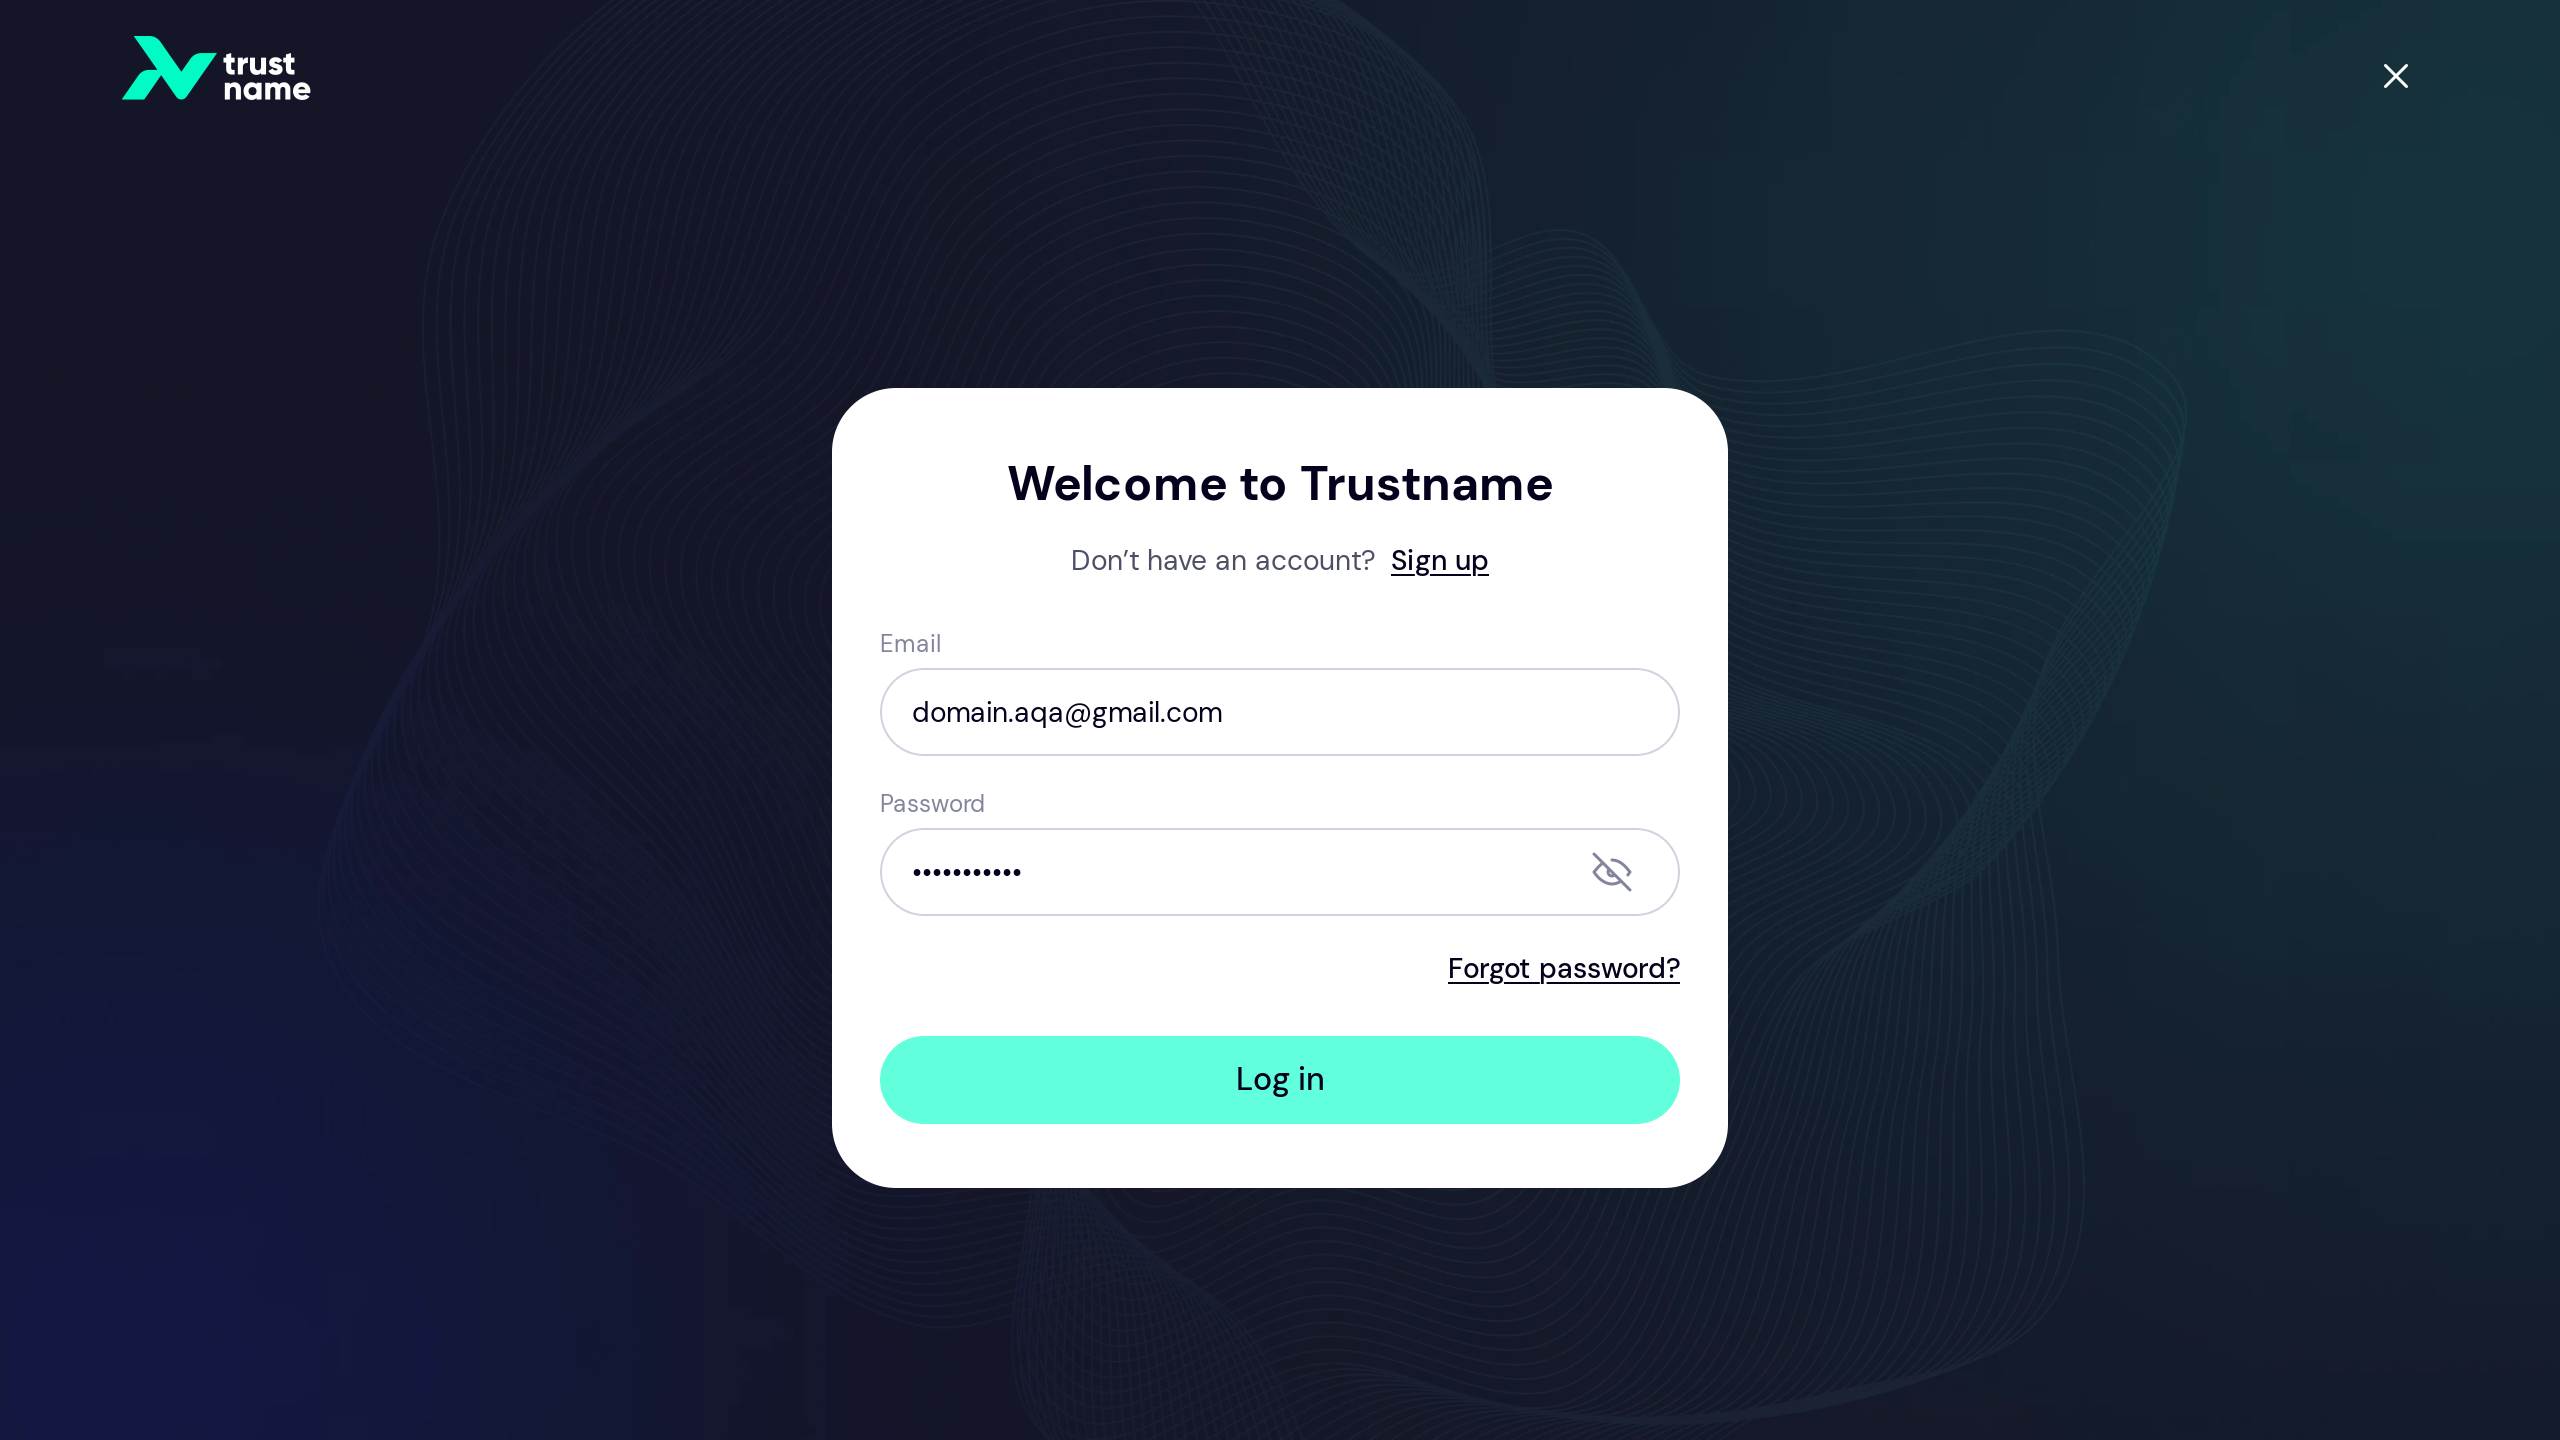 trust
name
Welcome to Trustname
Don’t have an account? Sign up
Email
domain.aqa@gmail.com
Password
•••••••••••
Forgot password?
Log in